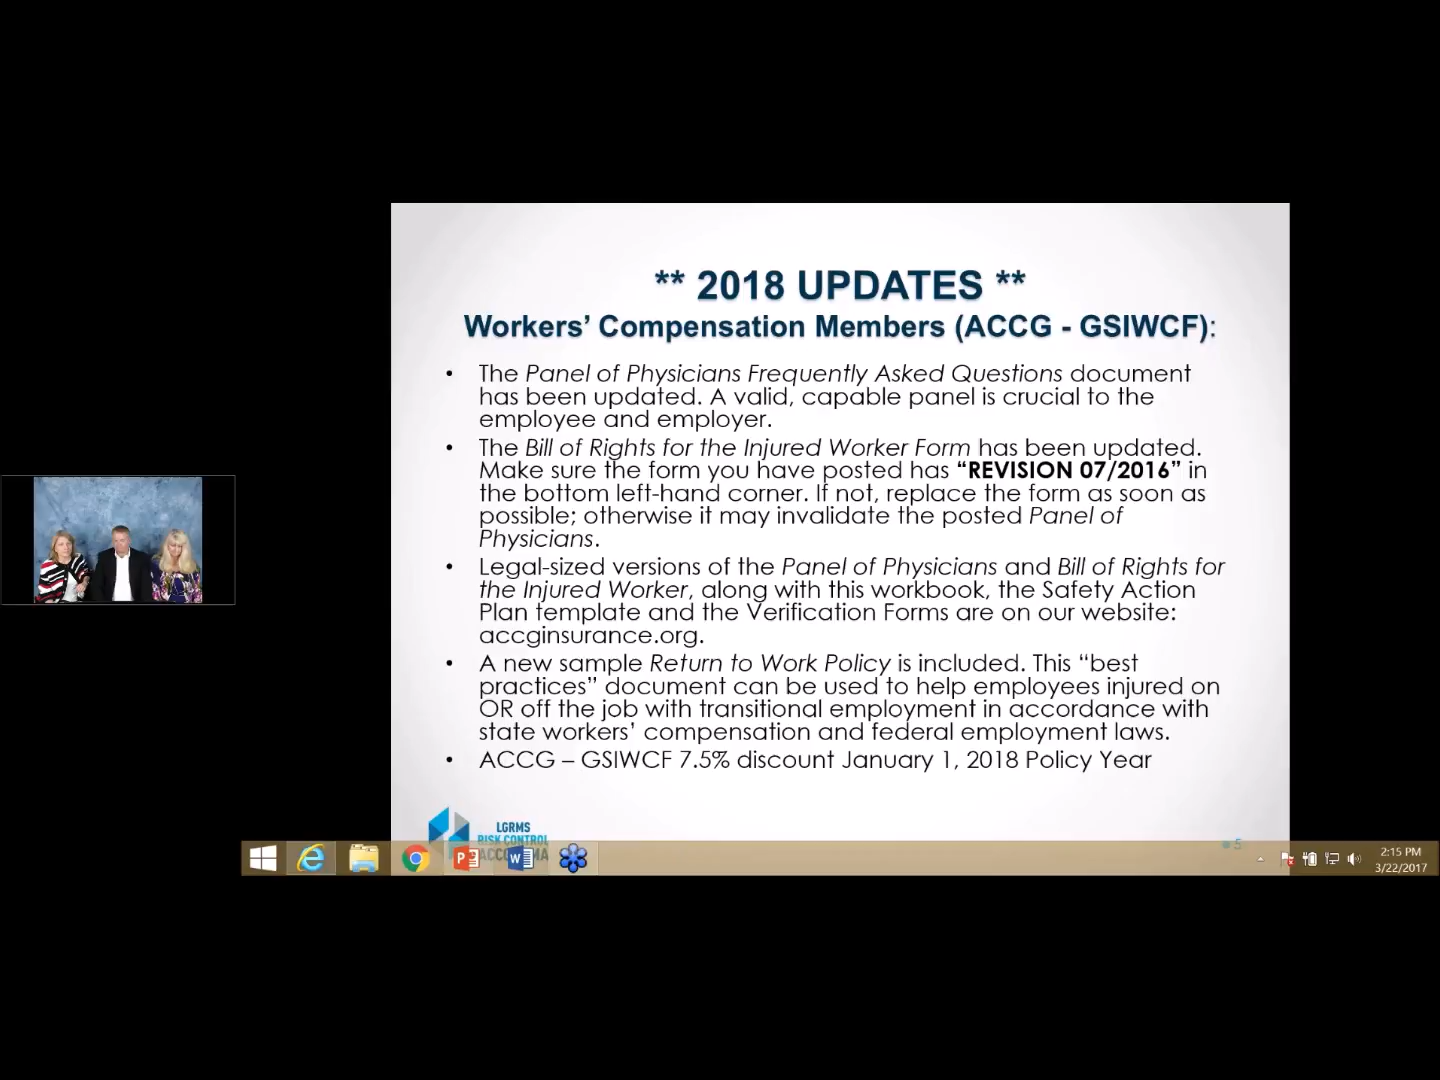 ** 2018 UPDATES **
Workers’ Compensation Members (ACCG - GSIWCF):
• The Panel of Physicians Frequently Asked Questions document
has been updated. A valid, capable panel is crucial to the
employee and employer.
• The Bill of Rights for the Injured Worker Form has been updated.
Make sure the form you have posted has “REVISION 07/2016” in
the bottom left-hand corner. If not, replace the form as soon as
possible; otherwise it may invalidate the posted Panel of
Physicians.
• Legal-sized versions of the Panel of Physicians and Bill of Rights for
the Injured Worker, along with this workbook, the Safety Action
Plan template and the Verification Forms are on our website:
accginsurance.org.
• A new sample Return to Work Policy is included. This “best
practices” document can be used to help employees injured on
OR off the job with transitional employment in accordance with
state workers’ compensation and federal employment laws.
• ACCG – GSIWCF 7.5% discount January 1, 2018 Policy Year
LGRMS
RISK CONTROL
5
2:15 PM
3/22/2017